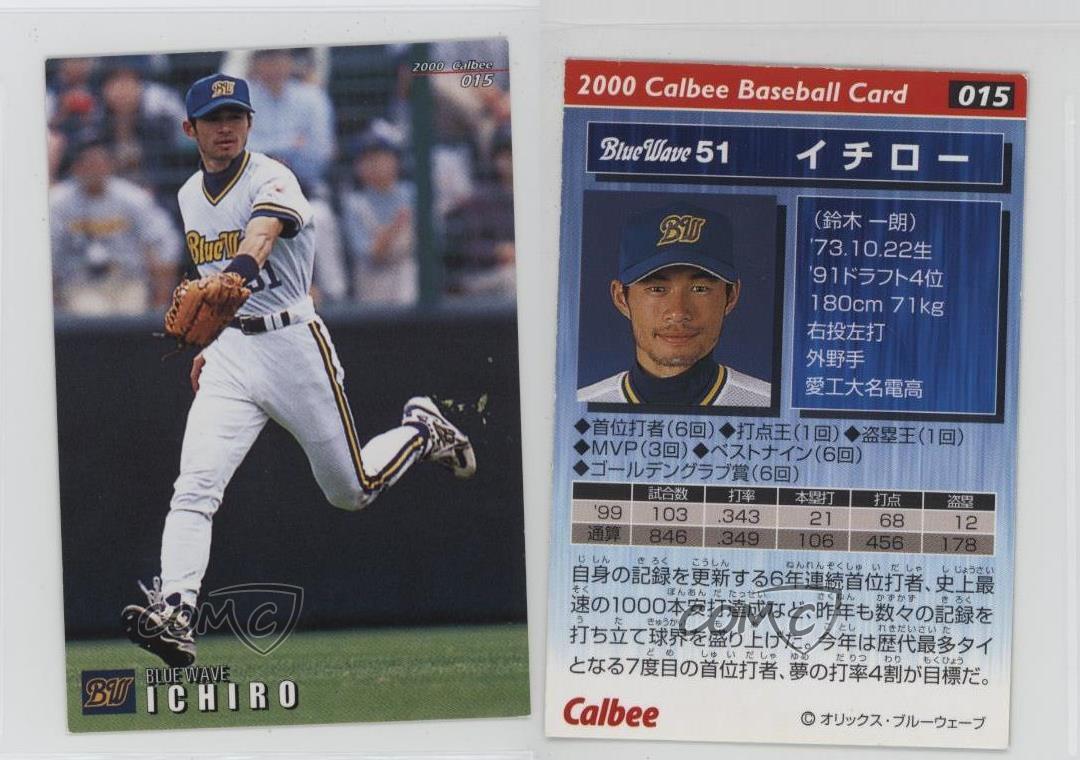 2000 Calbee
015
BW
Blue W
51
BW
BLUE WAVE
ICHIRO
COMC
2000 Calbee Baseball Card 015
BlueWave 51 イチロー
BW
(鈴木 一朗)
'73.10.22生
'91ドラフト4位
180cm 71kg
右投左打
外野手
愛工大名電高
◆首位打者(6回)◆打点王(1回)◆盗塁王(1回)
◆MVP(3回)◆ベストナイン(6回)
◆ゴールデングラブ賞(6回)
試合数 打率 本塁打 打点 盗塁
'99 103 .343 21 68 12
通算 846 .349 106 456 178
自身の記録を更新する6年連続首位打者、史上最
速の1000本安打達成など、昨年も数々の記録を
打ち立て球界を盛り上げた。今年は歴代最多タイ
となる7度目の首位打者、夢の打率4割が目標だ。
COMC
Calbee
© オリックス・ブルーウェーブ